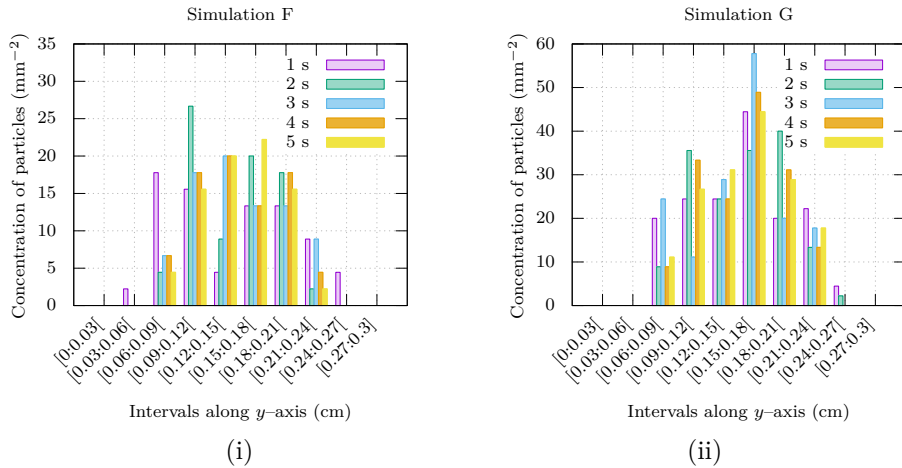 Simulation F
Concentration of particles (mm⁻²)
35
30
25
20
15
10
5
0
1 s
2 s
3 s
4 s
5 s
[0:0.03[
[0.03:0.06[
[0.06:0.09[
[0.09:0.12[
[0.12:0.15[
[0.15:0.18[
[0.18:0.21[
[0.21:0.24[
[0.24:0.27[
[0.27:0.3]
Intervals along y–axis (cm)
(i)
Simulation G
Concentration of particles (mm⁻²)
60
50
40
30
20
10
0
1 s
2 s
3 s
4 s
5 s
[0:0.03[
[0.03:0.06[
[0.06:0.09[
[0.09:0.12[
[0.12:0.15[
[0.15:0.18[
[0.18:0.21[
[0.21:0.24[
[0.24:0.27[
[0.27:0.3]
Intervals along y–axis (cm)
(ii)